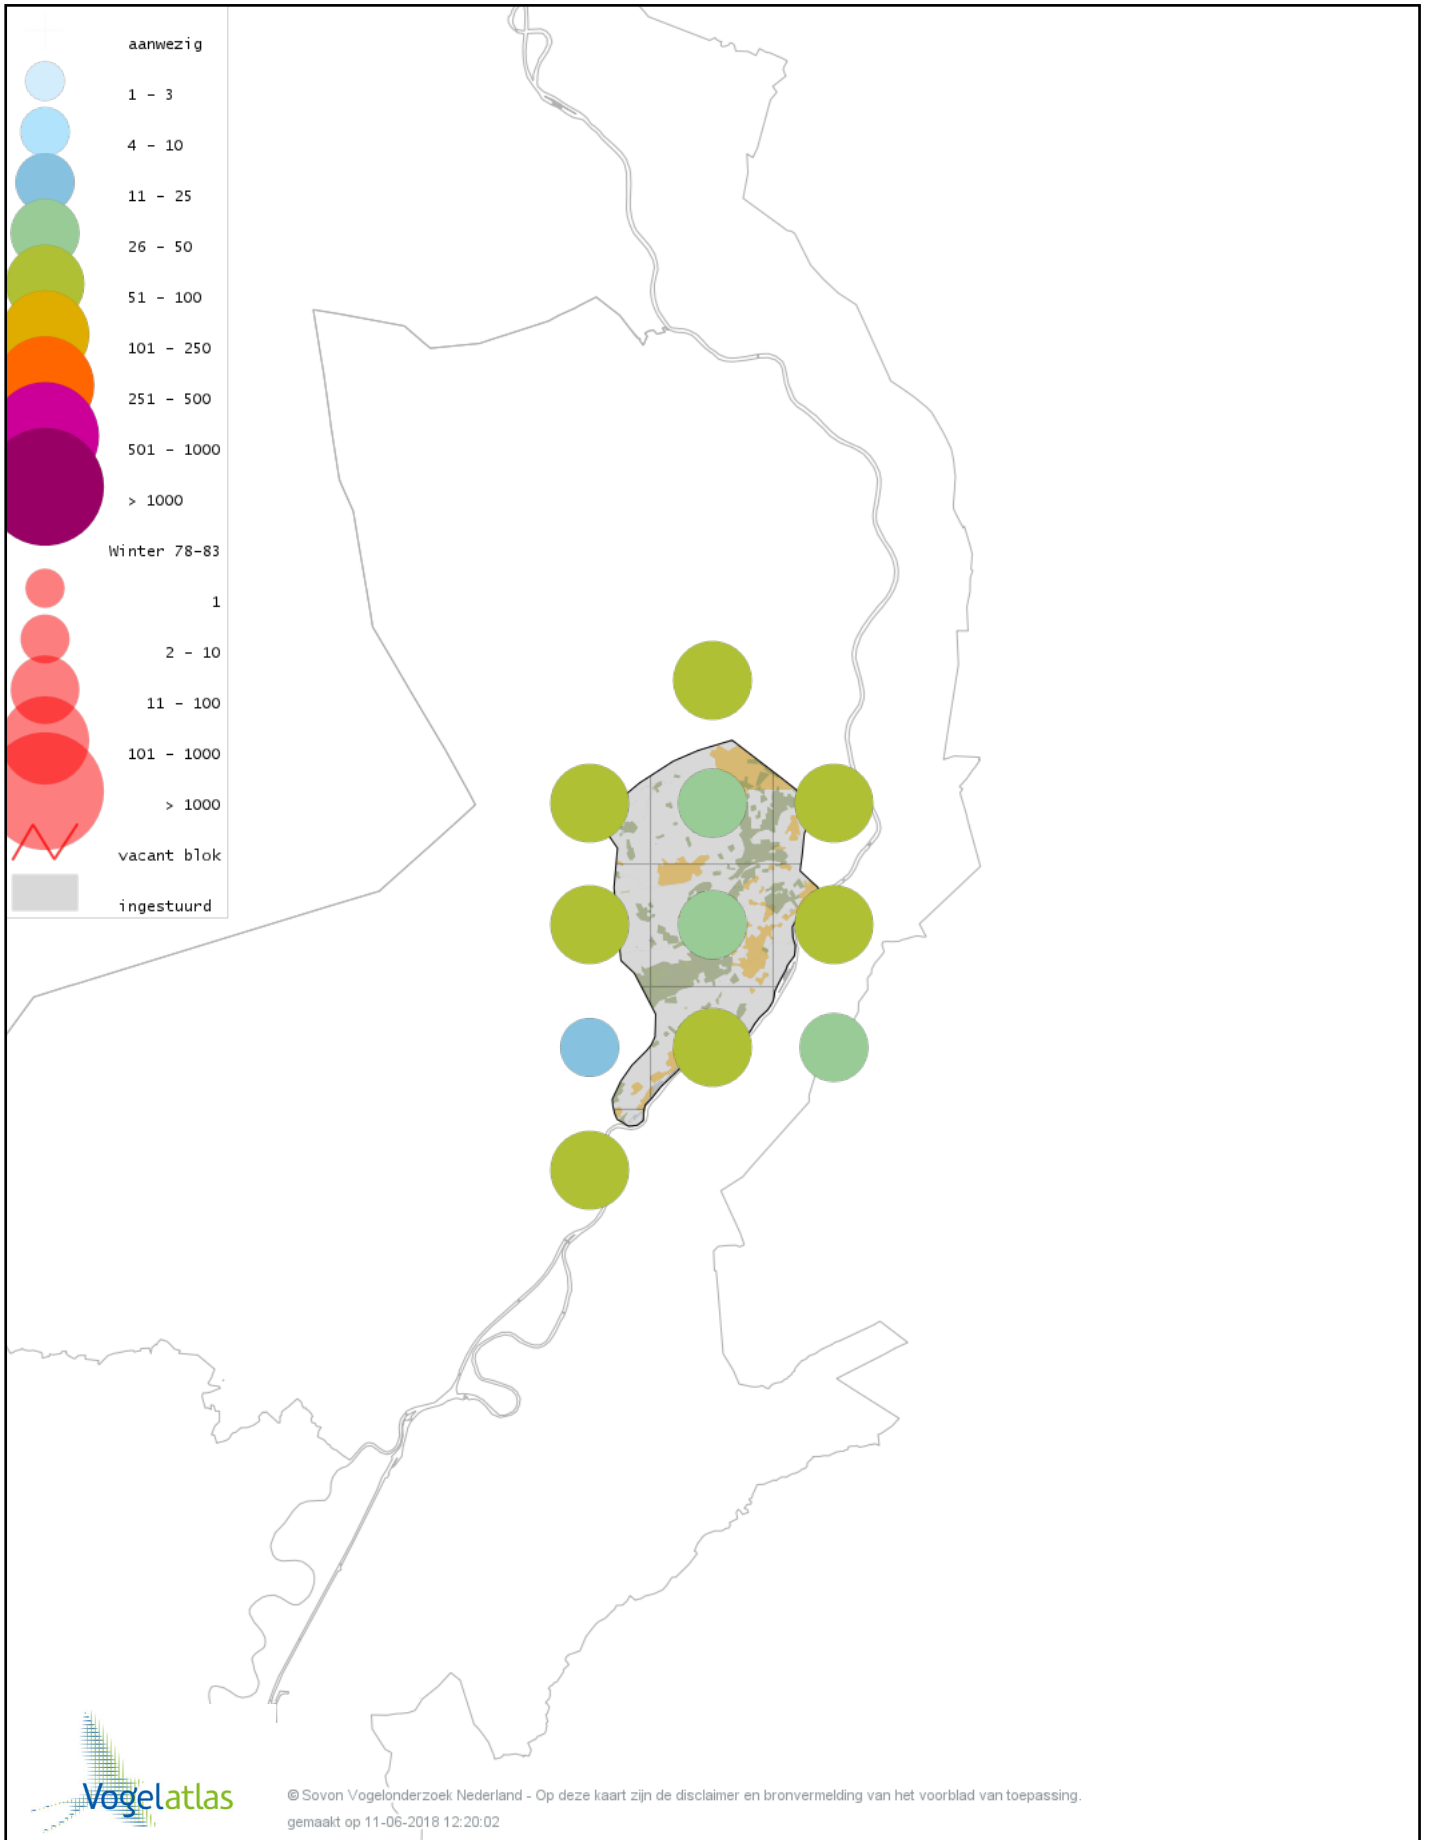 aanwezig
1 - 3
4 - 10
11 - 25
26 - 50
51 - 100
101 - 250
251 - 500
501 - 1000
> 1000
Winter 78-83
1
2 - 10
11 - 100
101 - 1000
> 1000
vacant blok
ingestuurd
Vogelatlas
© Sovon Vogelonderzoek Nederland - Op deze kaart zijn de disclaimer en bronvermelding van het voorblad van toepassing.
gemaakt op 11-06-2018 12:20:02